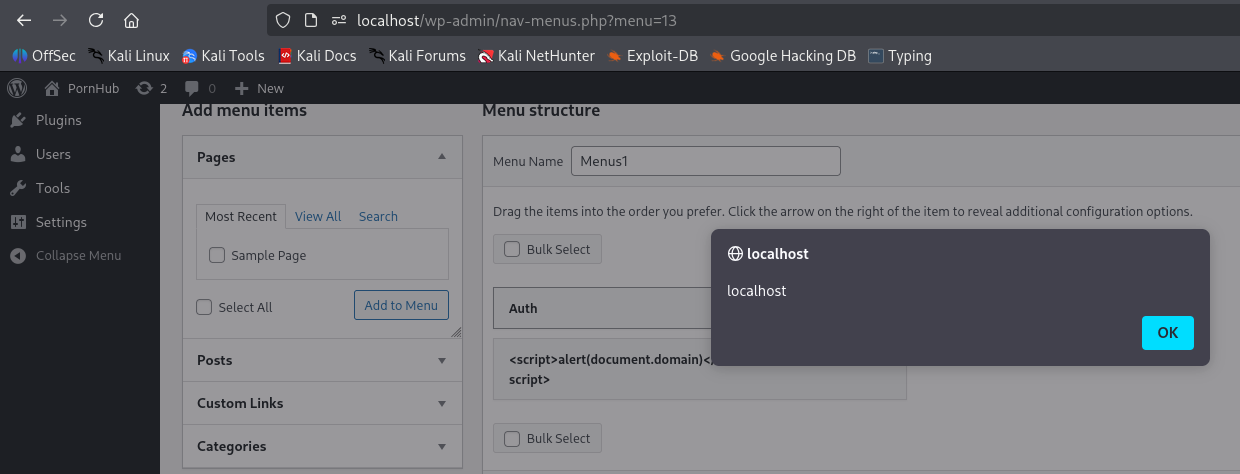 localhost/wp-admin/nav-menus.php?menu=13
OffSec Kali Linux Kali Tools Kali Docs Kali Forums Kali NetHunter Exploit-DB Google Hacking DB Typing
PornHub 2 0 New
Plugins
Users
Tools
Settings
Collapse Menu
Add menu items
Pages
Most Recent View All Search
Sample Page
Select All Add to Menu
Posts
Custom Links
Categories
Menu structure
Menu Name Menus1
Drag the items into the order you prefer. Click the arrow on the right of the item to reveal additional configuration options.
Bulk Select
Auth
<script>alert(document.domain)</
script>
Bulk Select
localhost
localhost
OK